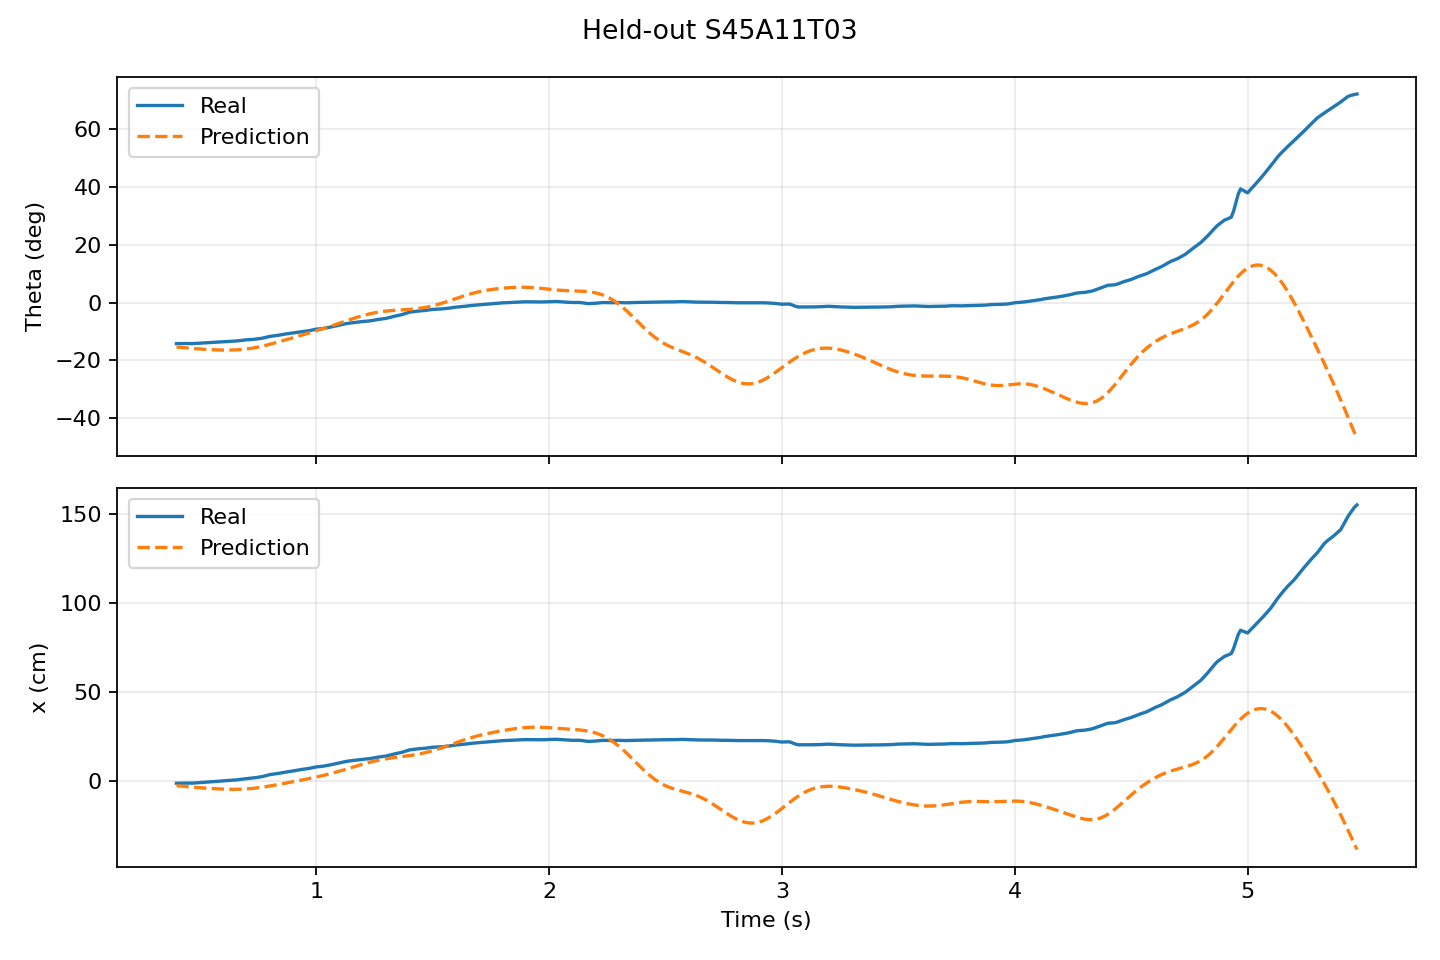 Held-out S45A11T03
Real
Prediction
Theta (deg)
60
40
20
0
−20
−40
Real
Prediction
x (cm)
150
100
50
0
1 2 3 4 5
Time (s)